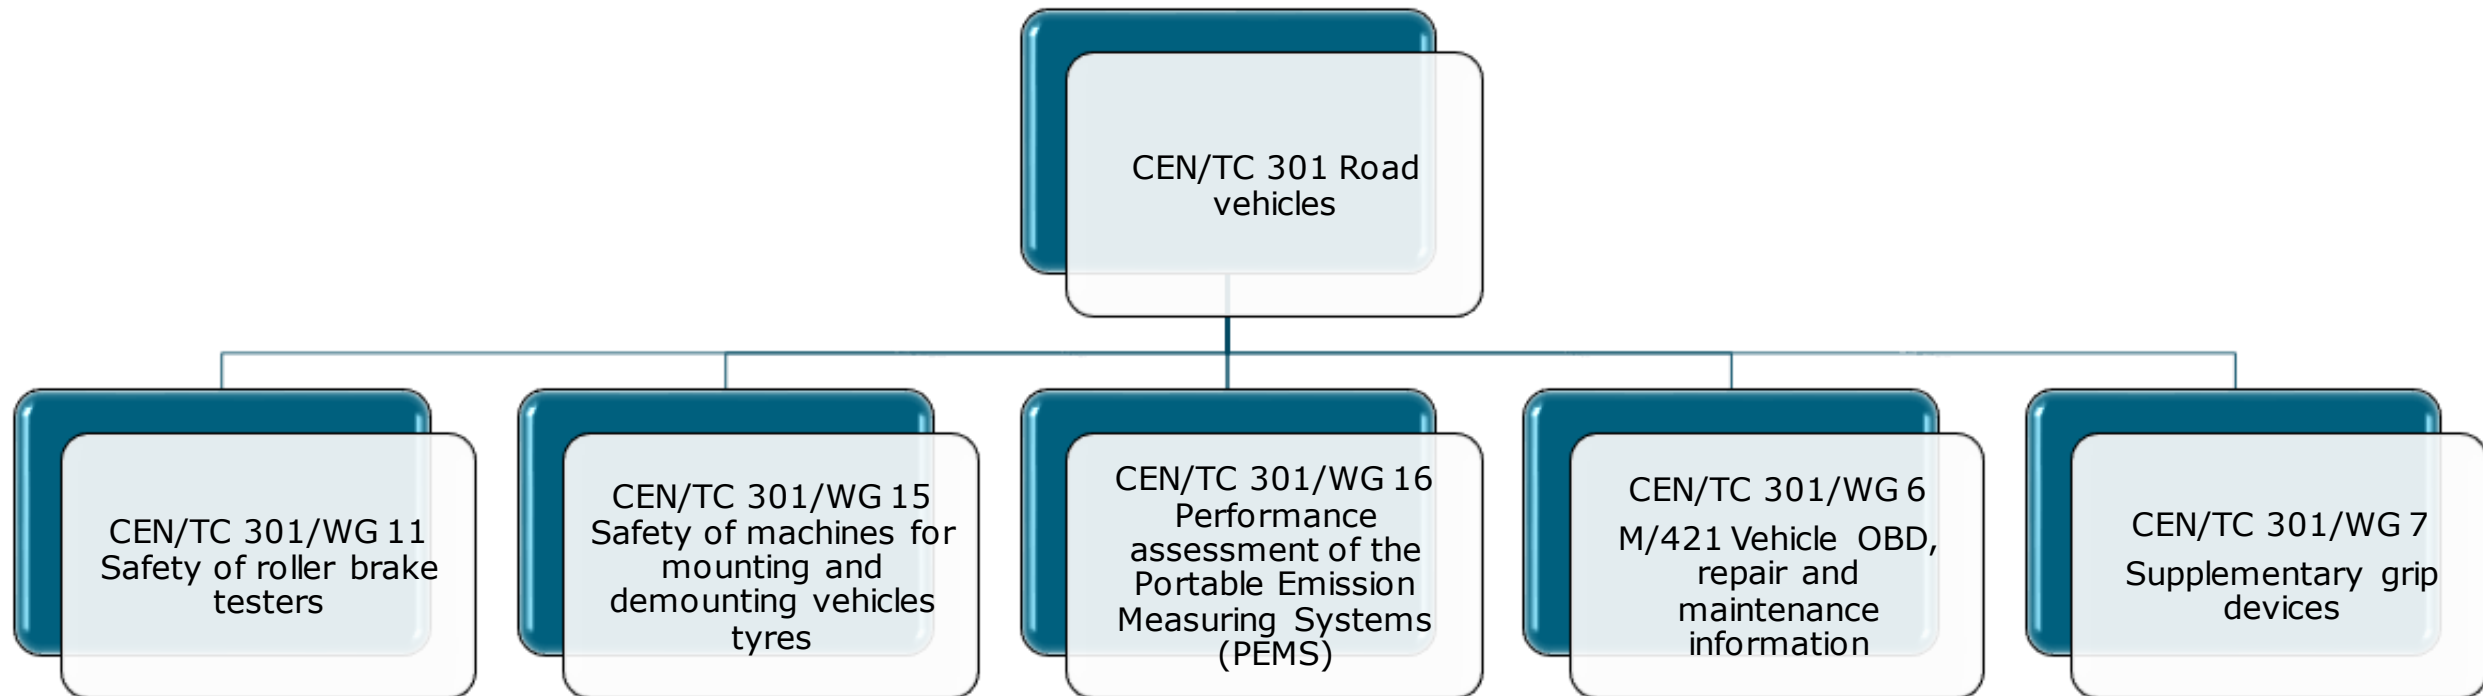 CEN/TC 301 Road
vehicles
CEN/TC 301/WG 11
Safety of roller brake
testers
CEN/TC 301/WG 15
Safety of machines for
mounting and
demounting vehicles
tyres
CEN/TC 301/WG 16
Performance
assessment of the
Portable Emission
Measuring Systems
(PEMS)
CEN/TC 301/WG 6
M/421 Vehicle OBD,
repair and
maintenance
information
CEN/TC 301/WG 7
Supplementary grip
devices